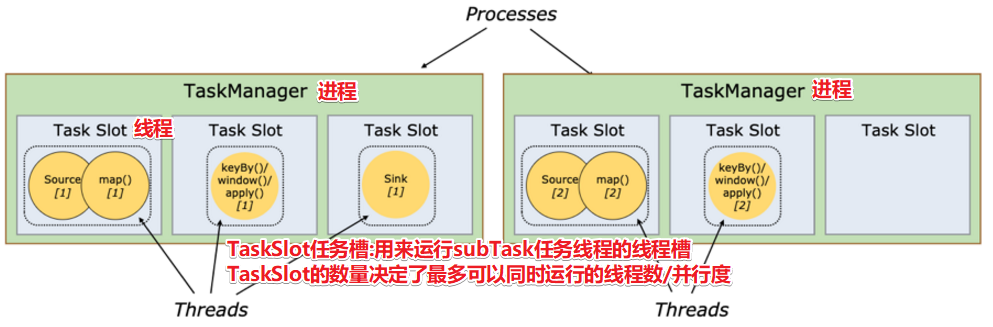 Processes
TaskManager 进程
Task Slot 线程
Task Slot
Task Slot
Source
[1]
map()
[1]
keyBy()/
window()/
apply()
[1]
Sink
[1]
TaskManager 进程
Task Slot
Task Slot
Task Slot
Source
[2]
map()
[2]
keyBy()/
window()/
apply()
[2]
TaskSlot任务槽:用来运行subTask任务线程的线程槽
TaskSlot的数量决定了最多可以同时运行的线程数/并行度
Threads
Threads